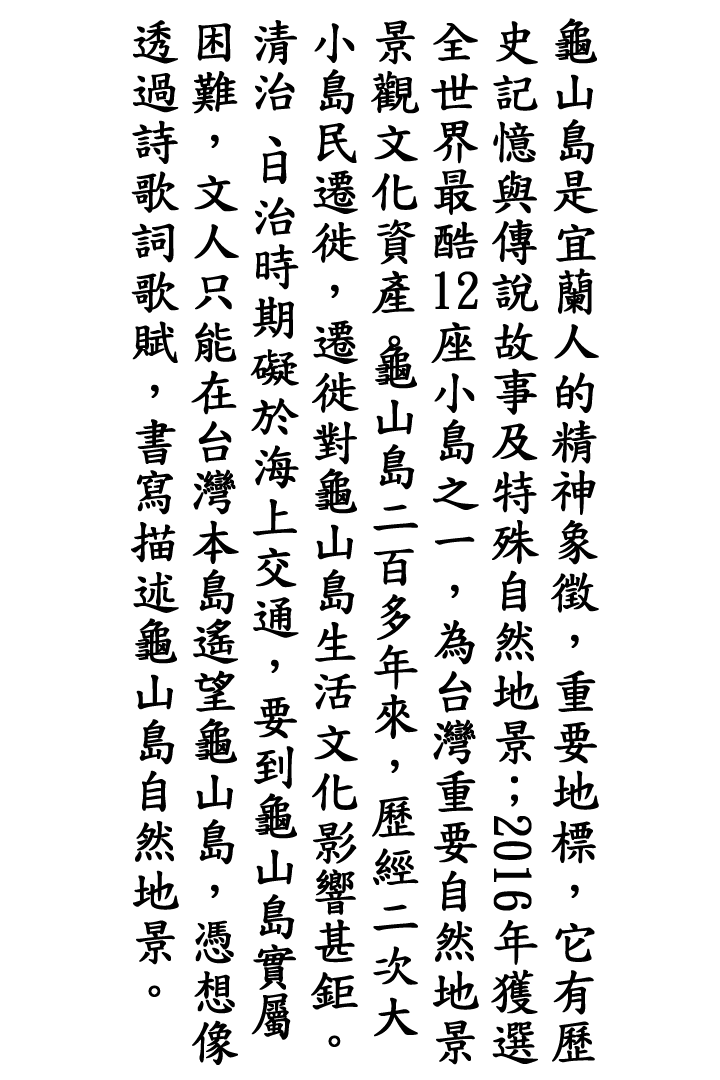 龜山島是宜蘭人的精神象徵，重要地標，它有歷
史記憶與傳說故事及特殊自然地景；2016年獲選
全世界最酷12座小島之一，為台灣重要自然地景
景觀文化資產。龜山島二百多年來，歷經二次大
小島民遷徙，遷徙對龜山島生活文化影響甚鉅。
清治、日治時期礙於海上交通，要到龜山島實屬
困難，文人只能在台灣本島遙望龜山島，憑想像
透過詩歌詞歌賦，書寫描述龜山島自然地景。